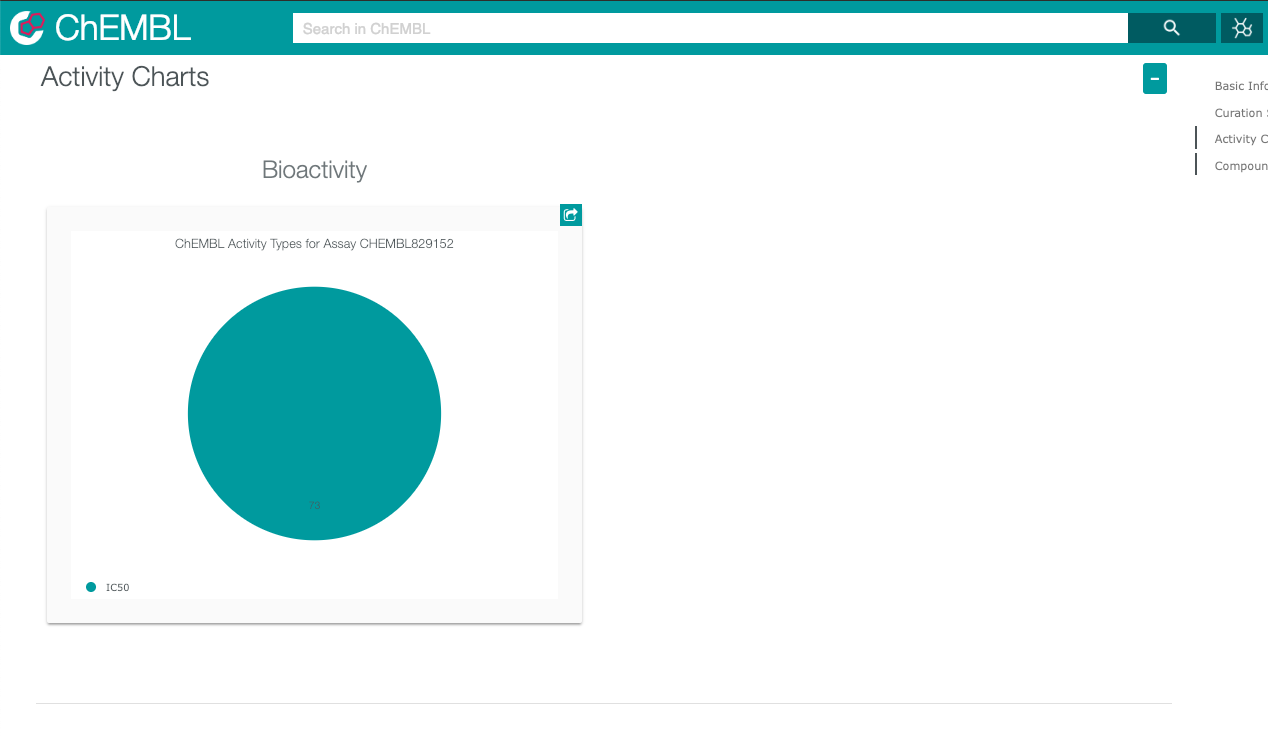 ChEMBL
Search in ChEMBL
Activity Charts
Basic Info
Curation
Activity C
Compoun
Bioactivity
ChEMBL Activity Types for Assay CHEMBL829152
73
IC50